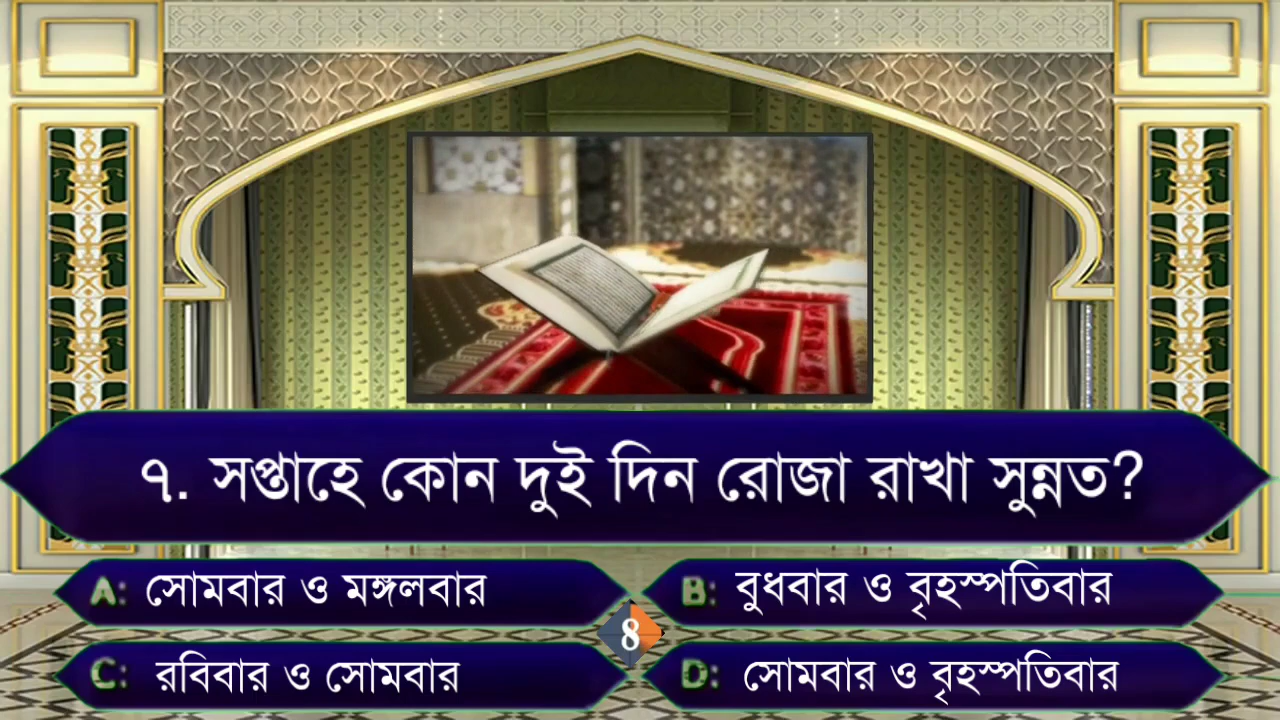 ৭. সপ্তাহে কোন দুই দিন রোজা রাখা সুন্নত?
A: সোমবার ও মঙ্গলবার
B: বুধবার ও বৃহস্পতিবার
8
C: রবিবার ও সোমবার
D: সোমবার ও বৃহস্পতিবার